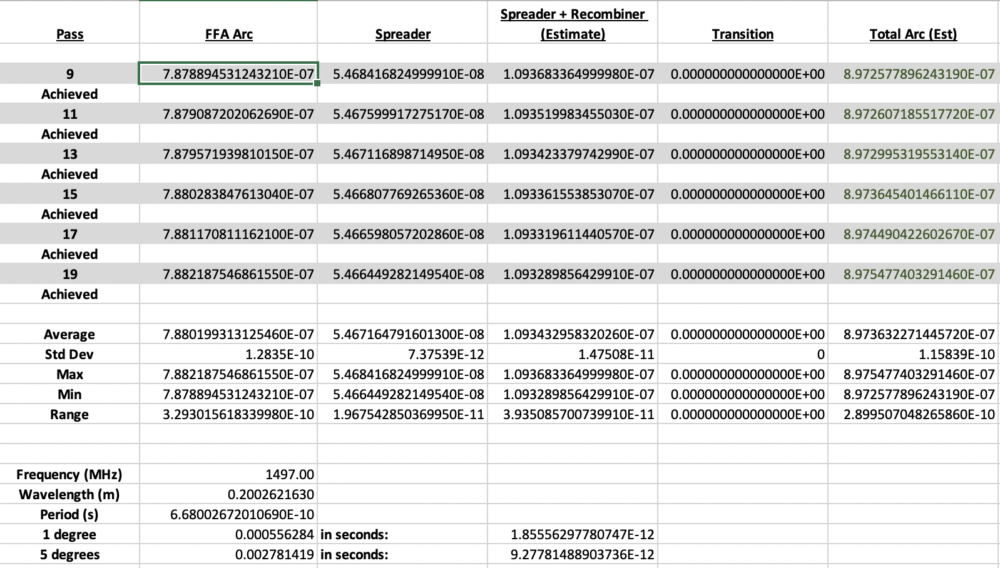 Pass FFA Arc Spreader Spreader + Recombiner (Estimate) Transition Total Arc (Est)
9 7.878894531243210E-07 5.468416824999910E-08 1.093683364999980E-07 0.000000000000000E+00 8.972577896243190E-07
Achieved
11 7.879087202062690E-07 5.467599917275170E-08 1.093519983455030E-07 0.000000000000000E+00 8.972607185517720E-07
Achieved
13 7.879571939810150E-07 5.467116898714950E-08 1.093423379742990E-07 0.000000000000000E+00 8.972995319553140E-07
Achieved
15 7.880283847613040E-07 5.466807769265360E-08 1.093361553853070E-07 0.000000000000000E+00 8.973645401466110E-07
Achieved
17 7.881170811162100E-07 5.466598057202860E-08 1.093319611440570E-07 0.000000000000000E+00 8.974490422602670E-07
Achieved
19 7.882187546861550E-07 5.466449282149540E-08 1.093289856429910E-07 0.000000000000000E+00 8.975477403291460E-07
Achieved
Average 7.880199313125460E-07 5.467164791601300E-08 1.093432958320260E-07 0.000000000000000E+00 8.973632271445720E-07
Std Dev 1.2835E-10 7.37539E-12 1.47508E-11 0 1.15839E-10
Max 7.882187546861550E-07 5.468416824999910E-08 1.093683364999980E-07 0.000000000000000E+00 8.975477403291460E-07
Min 7.878894531243210E-07 5.466449282149540E-08 1.093289856429910E-07 0.000000000000000E+00 8.972577896243190E-07
Range 3.293015618339980E-10 1.967542850369950E-11 3.935085700739910E-11 0.000000000000000E+00 2.899507048265860E-10
Frequency (MHz) 1497.00
Wavelength (m) 0.2002621630
Period (s) 6.68002672010690E-10
1 degree 0.000556284 in seconds: 1.85556297780747E-12
5 degrees 0.002781419 in seconds: 9.27781488903736E-12